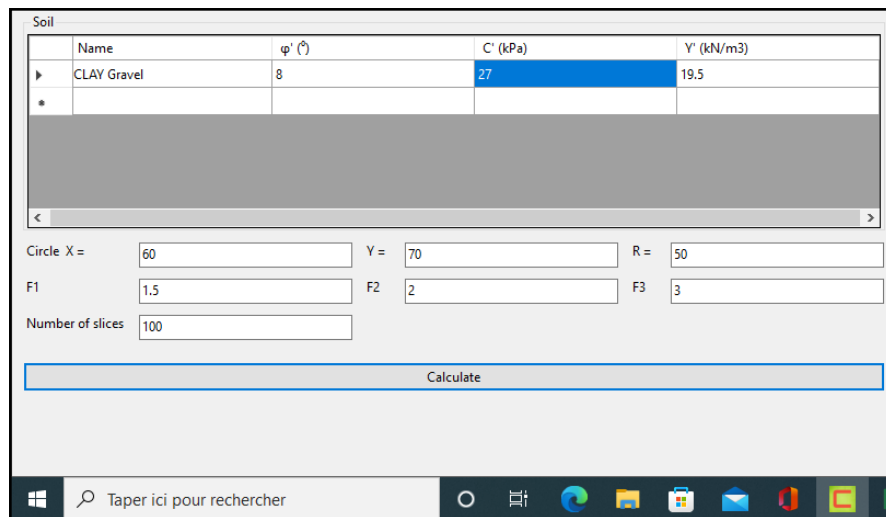 Soil
Name φ' (º) C' (kPa) Y' (kN/m3)
CLAY Gravel 8 27 19.5
Circle X = 60 Y = 70 R = 50
F1 1.5 F2 2 F3 3
Number of slices 100
Calculate
Taper ici pour rechercher